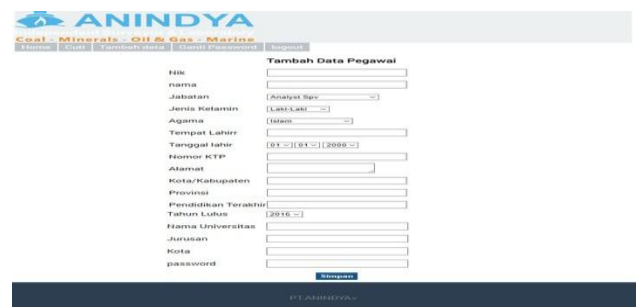 ANINDYA
Coal - Minerals - Oil & Gas - Marine
Home Cuti Tambah data Ganti Password logout
Tambah Data Pegawai
Nik
nama
Jabatan Analyst Spv
Jenis Kelamin Laki-Laki
Agama Islam
Tempat Lahirr
Tanggal lahir 01 01 2000
Nomor KTP
Alamat
Kota/Kabupaten
Provinsi
Pendidikan Terakhir
Tahun Lulus 2016
Nama Universitas
Jurusan
Kota
password
Simpan
PT.ANINDYA